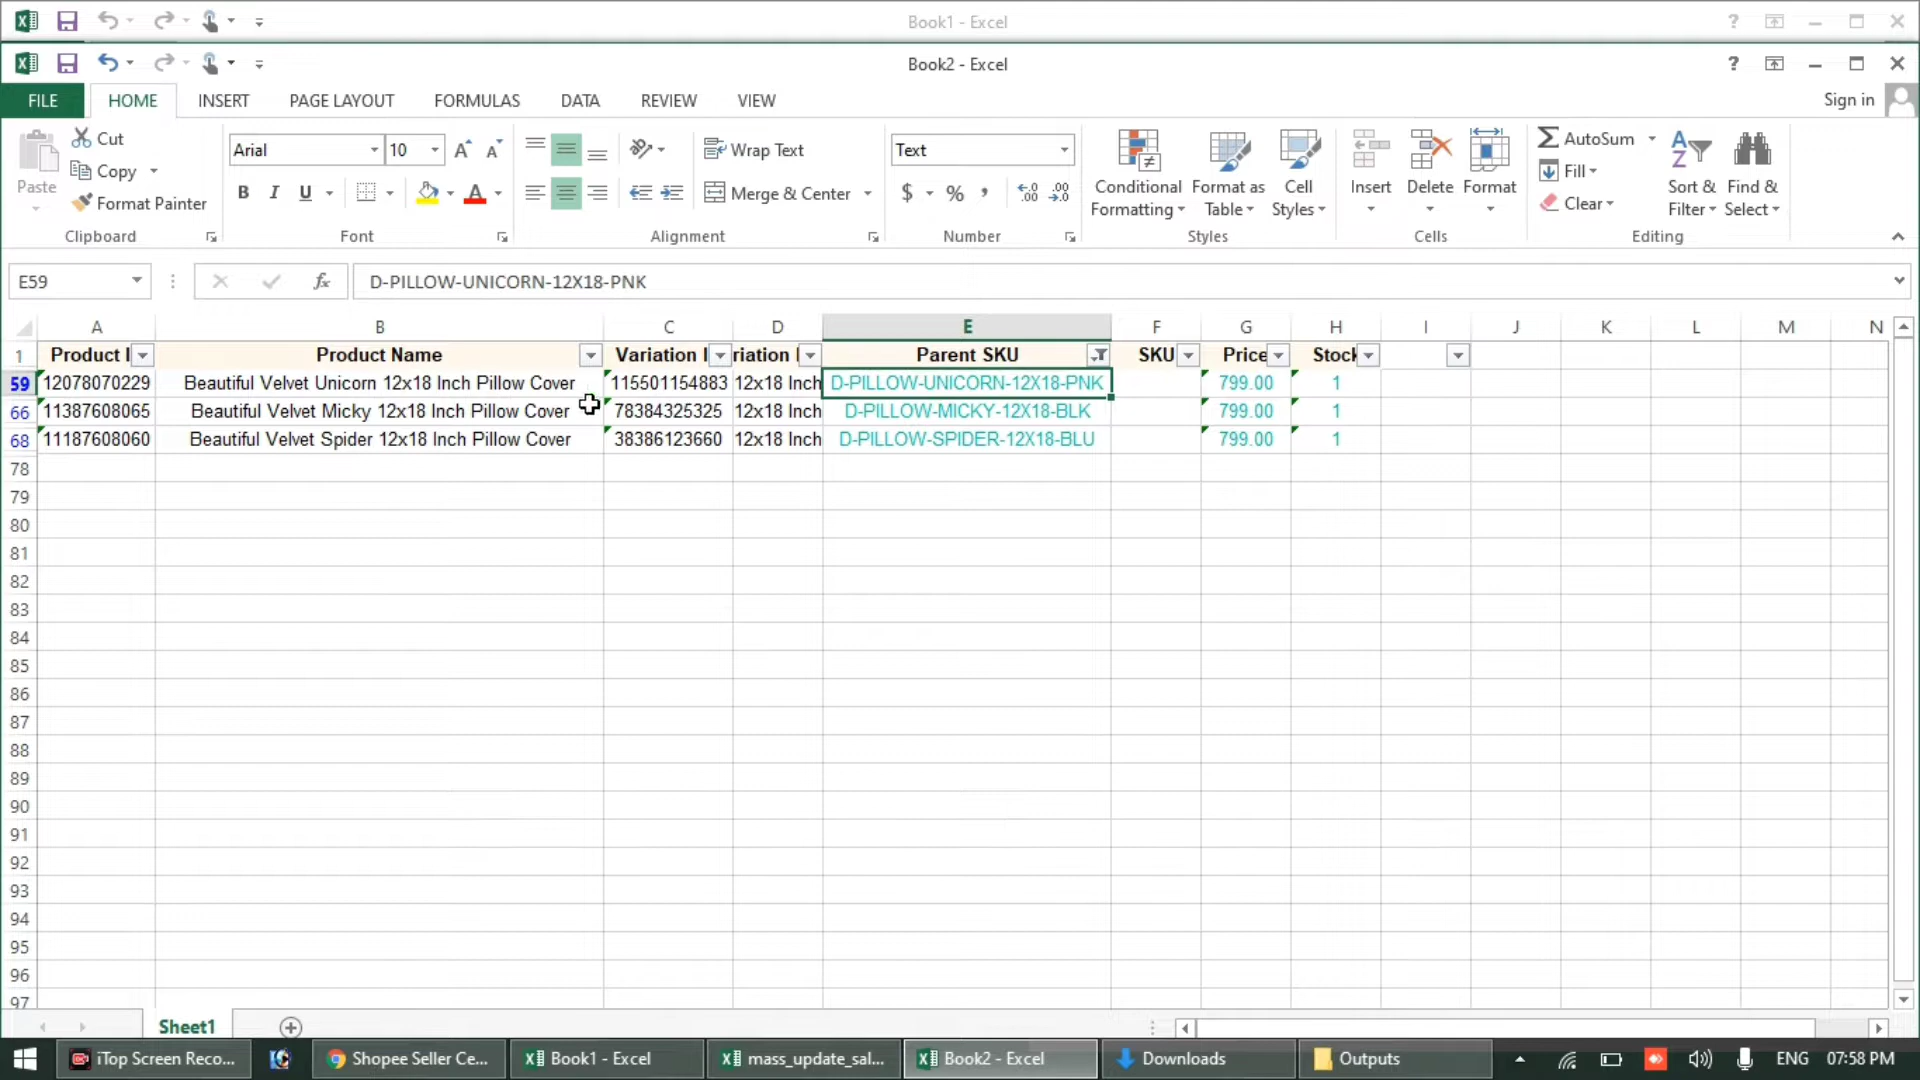 Book1 - Excel
?
Book2 - Excel
?
FILE HOME INSERT PAGE LAYOUT FORMULAS DATA REVIEW VIEW
Sign in
Paste
Cut
Copy
Format Painter
Clipboard
Arial 10
B I U
Font
Wrap Text
Merge & Center
Alignment
Text
$ % ,
Number
Conditional Formatting
Format as Table
Cell Styles
Styles
Insert Delete Format
Cells
AutoSum
Fill
Clear
Sort & Filter
Find & Select
Editing
E59 fx D-PILLOW-UNICORN-12X18-PNK
A B C D E F G H I J K L M N
1 Product I Product Name Variation I riation Parent SKU SKU Price Stock
59 12078070229 Beautiful Velvet Unicorn 12x18 Inch Pillow Cover 115501154883 12x18 Inch D-PILLOW-UNICORN-12X18-PNK 799.00 1
66 11387608065 Beautiful Velvet Micky 12x18 Inch Pillow Cover 78384325325 12x18 Inch D-PILLOW-MICKY-12X18-BLK 799.00 1
68 11187608060 Beautiful Velvet Spider 12x18 Inch Pillow Cover 38386123660 12x18 Inch D-PILLOW-SPIDER-12X18-BLU 799.00 1
78
79
80
81
82
83
84
85
86
87
88
89
90
91
92
93
94
95
96
97
Sheet1
iTop Screen Reco... Shopee Seller Ce... Book1 - Excel mass_update_sal... Book2 - Excel Downloads Outputs ENG 07:58 PM